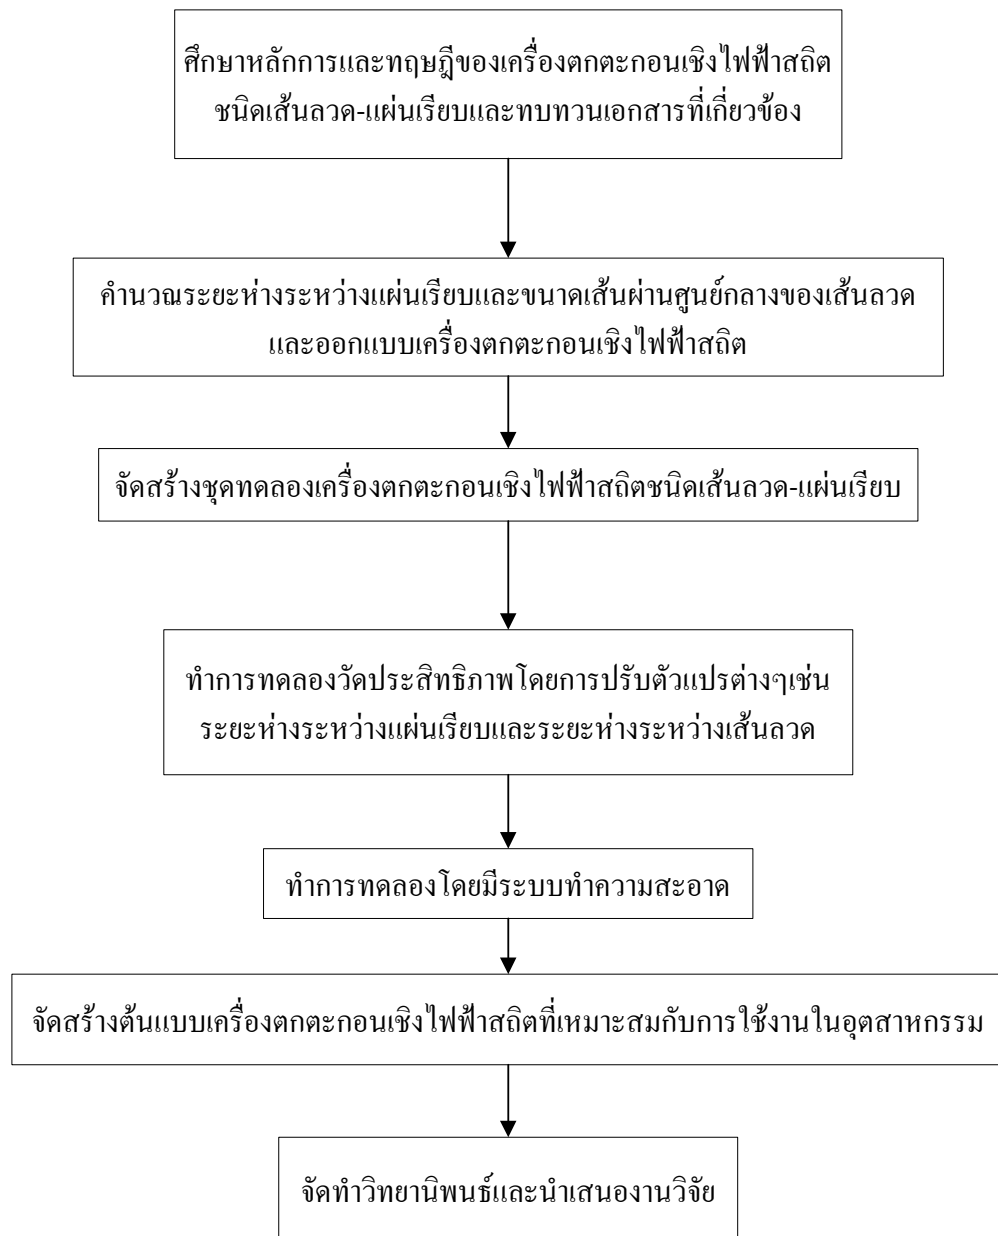 ศึกษาหลักการและทฤษฎีของเครื่องตกตะกอนเชิงไฟฟ้าสถิต
ชนิดเส้นลวด-แผ่นเรียบและทบทวนเอกสารที่เกี่ยวข้อง
คำนวณระยะห่างระหว่างแผ่นเรียบและขนาดเส้นผ่านศูนย์กลางของเส้นลวด
และออกแบบเครื่องตกตะกอนเชิงไฟฟ้าสถิต
จัดสร้างชุดทดลองเครื่องตกตะกอนเชิงไฟฟ้าสถิตชนิดเส้นลวด-แผ่นเรียบ
ทำการทดลองวัดประสิทธิภาพโดยการปรับตัวแปรต่างๆเช่น
ระยะห่างระหว่างแผ่นเรียบและระยะห่างระหว่างเส้นลวด
ทำการทดลองโดยมีระบบทำความสะอาด
จัดสร้างต้นแบบเครื่องตกตะกอนเชิงไฟฟ้าสถิตที่เหมาะสมกับการใช้งานในอุตสาหกรรม
จัดทำวิทยานิพนธ์และนำเสนองานวิจัย